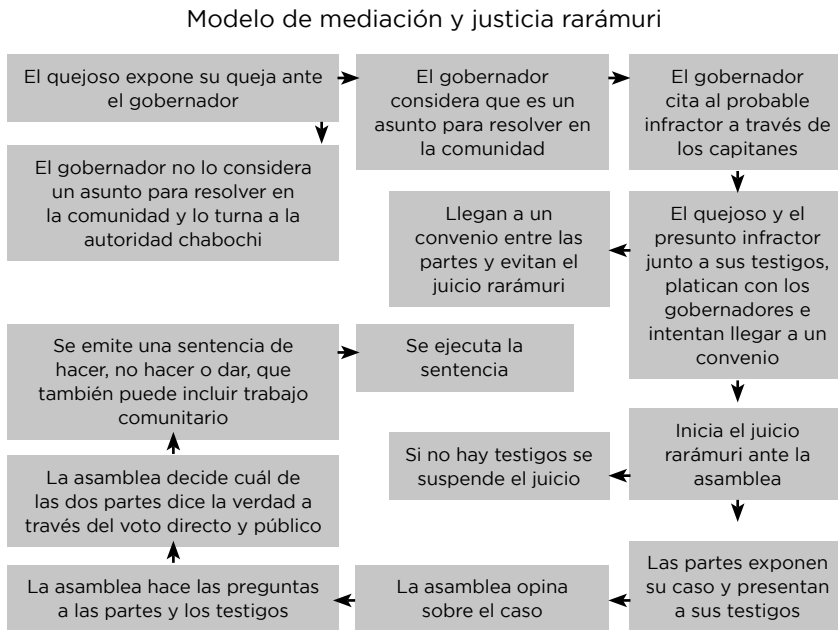 Modelo de mediación y justicia rarámuri
El quejoso expone su queja ante
el gobernador
El gobernador
considera que es un
asunto para resolver en
la comunidad
El gobernador
cita al probable
infractor a través de
los capitanes
El gobernador no lo considera
un asunto para resolver en
la comunidad y lo turna a la
autoridad chabochi
El quejoso y el
presunto infractor
junto a sus testigos,
platican con los
gobernadores e
intentan llegar a un
convenio
Llegan a un
convenio entre las
partes y evitan el
juicio rarámuri
Inicia el juicio
rarámuri ante la
asamblea
Si no hay testigos se
suspende el juicio
Las partes exponen
su caso y presentan
a sus testigos
La asamblea opina
sobre el caso
La asamblea hace las preguntas
a las partes y los testigos
La asamblea decide cuál de
las dos partes dice la verdad a
través del voto directo y público
Se emite una sentencia de
hacer, no hacer o dar, que
también puede incluir trabajo
comunitario
Se ejecuta la
sentencia